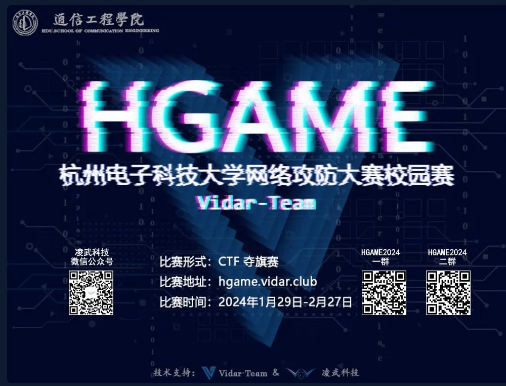 通信工程學院
HDU.SCHOOL OF COMMUNICATION ENGINEERING
HGAME
杭州电子科技大学网络攻防大赛校园赛
Vidar-Team
凌武科技
微信公众号
比赛形式：CTF 夺旗赛
比赛地址：hgame.vidar.club
比赛时间：2024年1月29日-2月27日
HGAME2024
一群
HGAME2024
二群
技术支持：Vidar-Team & 凌武科技